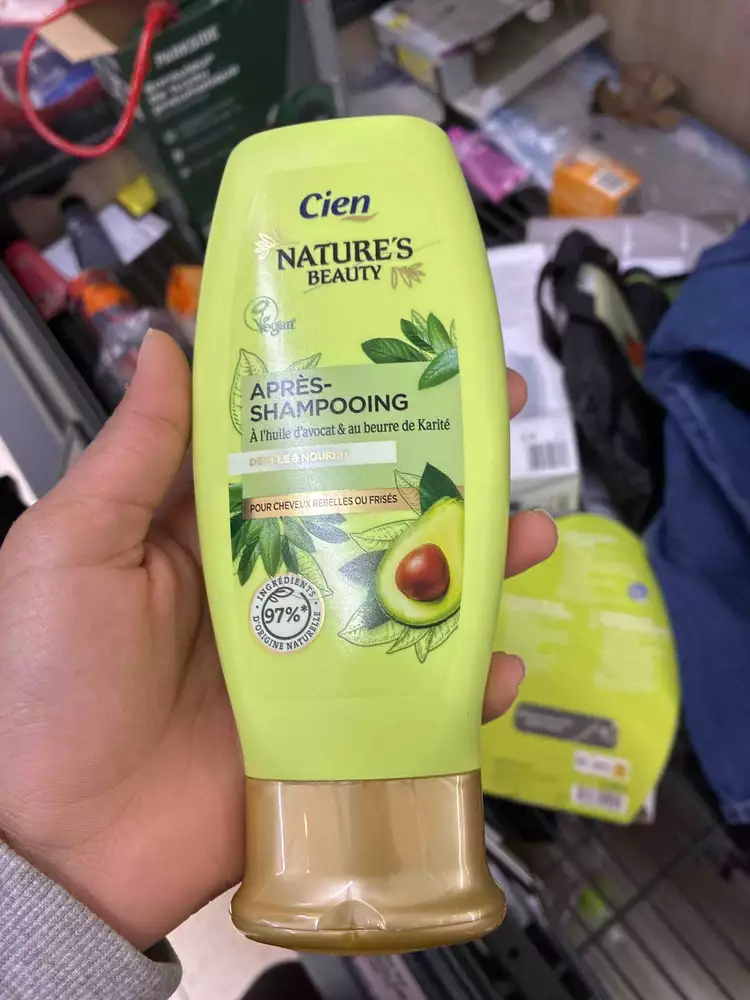 PARKSIDE
Cien
NATURE'S
BEAUTY
Vegan
APRÈS-
SHAMPOOING
À l'huile d'avocat & au beurre de Karité
DÉMÊLE & NOURRIT
POUR CHEVEUX REBELLES OU FRISÉS
INGRÉDIENTS
97%*
D'ORIGINE NATURELLE